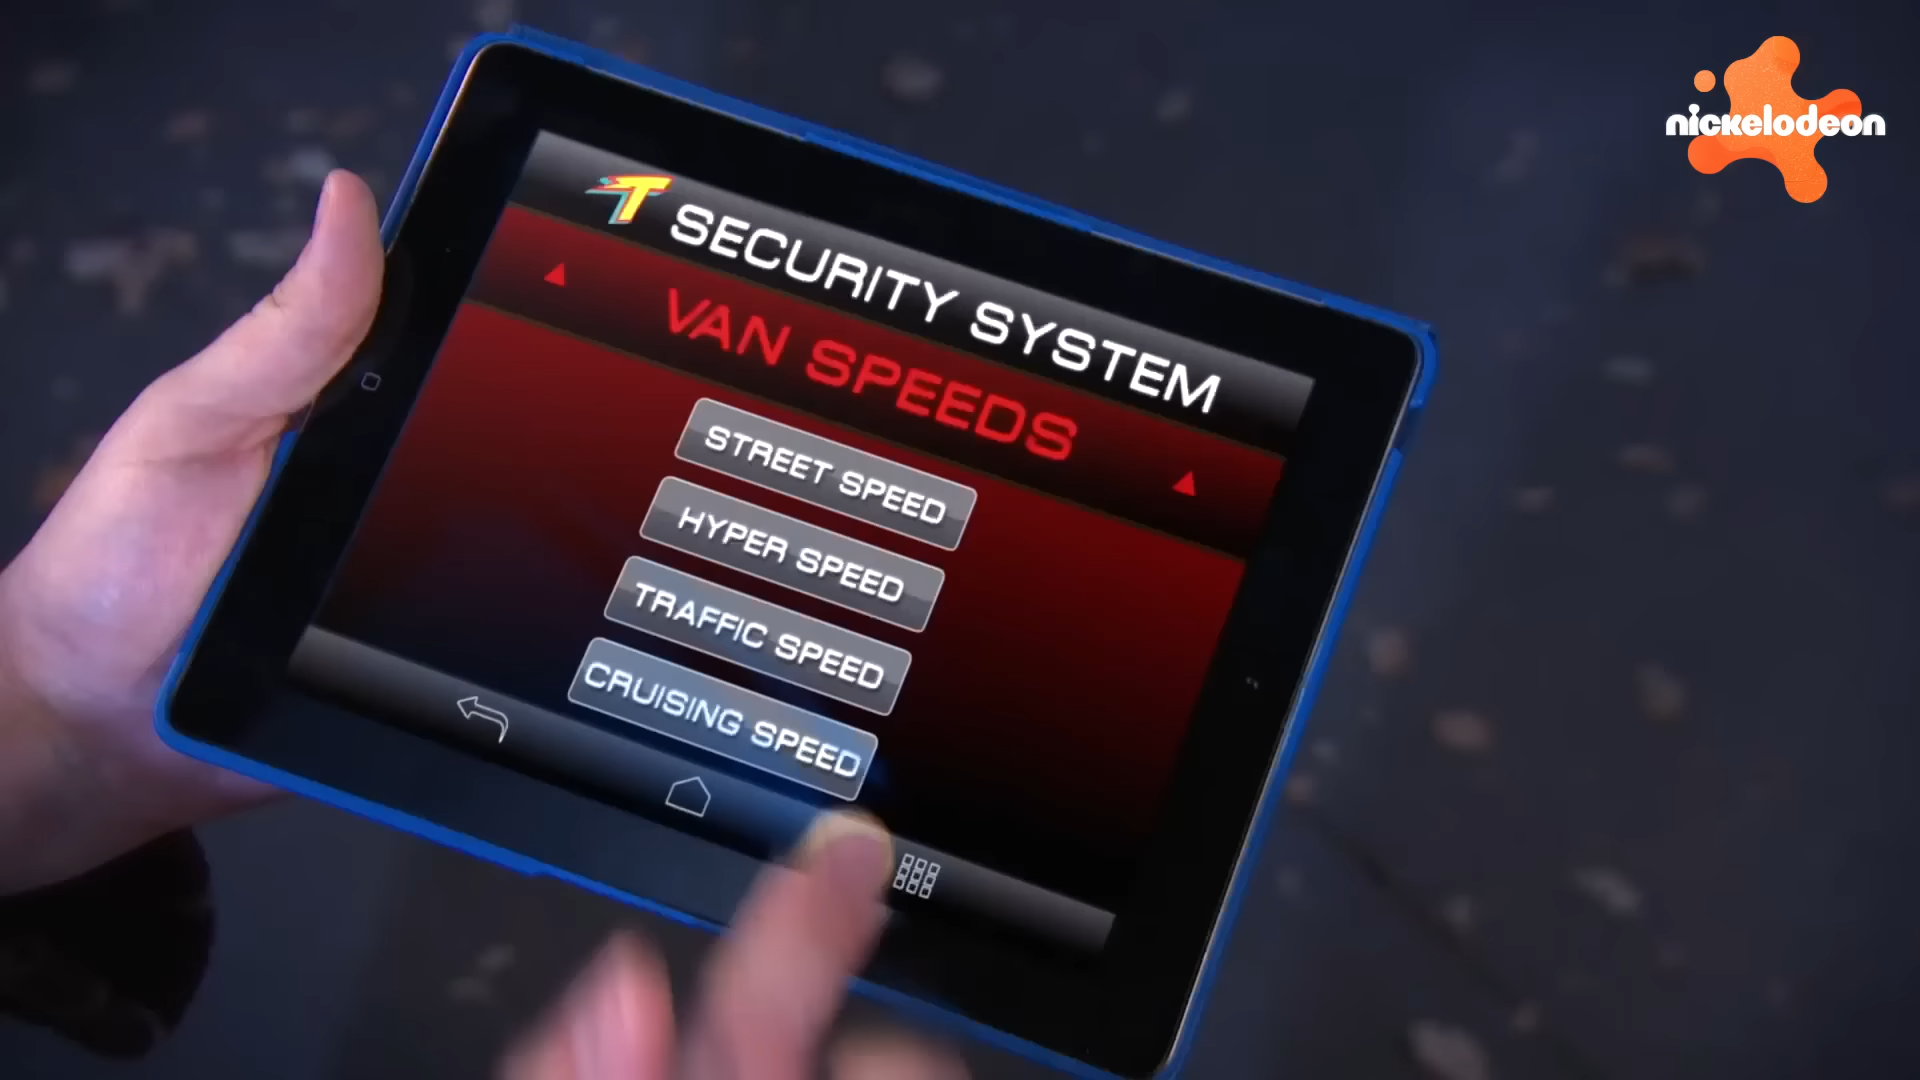 nickelodeon
T SECURITY SYSTEM
VAN SPEEDS
STREET SPEED
HYPER SPEED
TRAFFIC SPEED
CRUISING SPEED